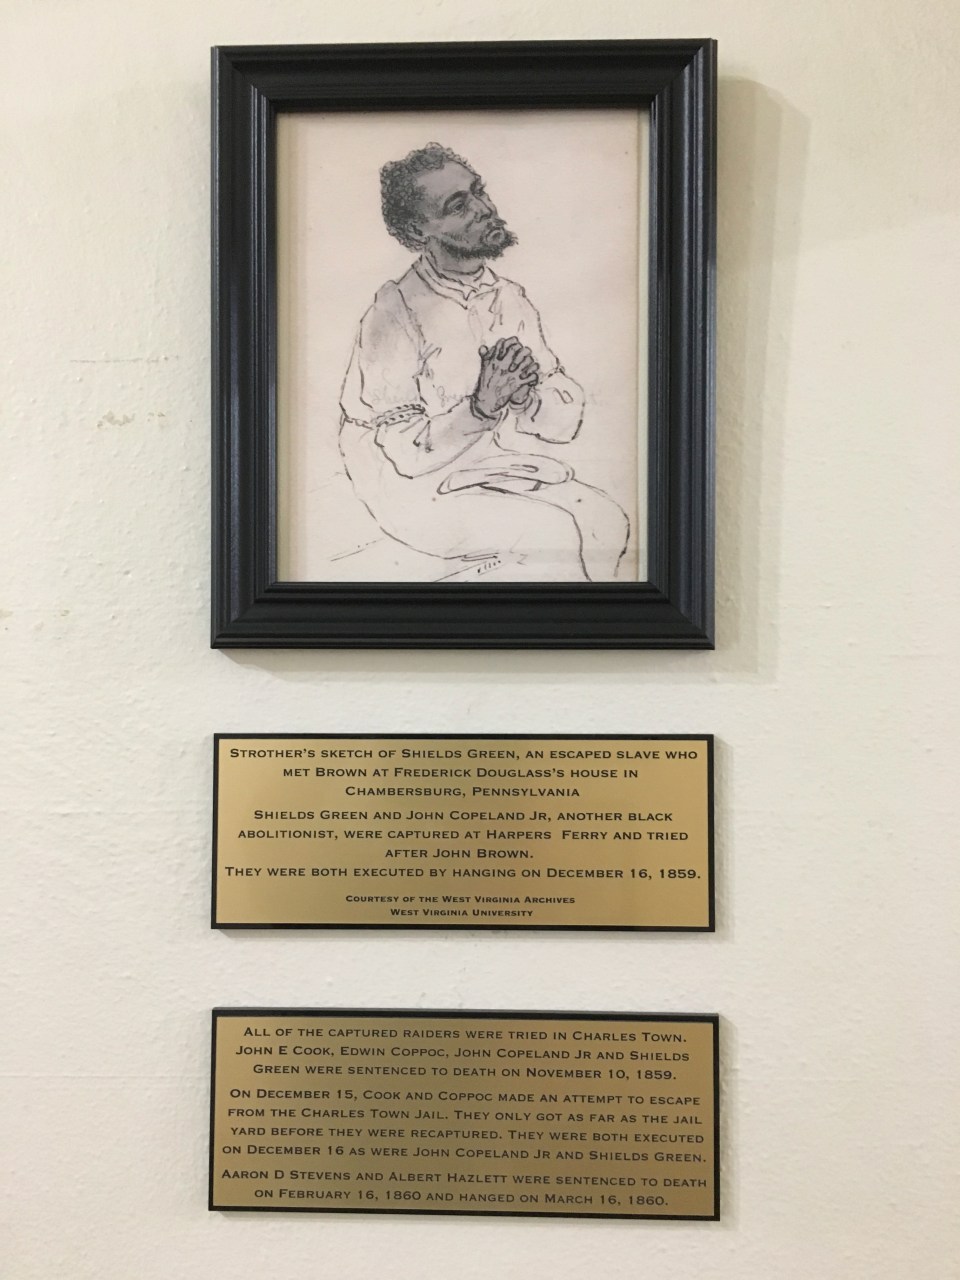 Strother's sketch of Shields Green, an escaped slave who
met Brown at Frederick Douglass's house in
Chambersburg, Pennsylvania
Shields Green and John Copeland Jr, another black
abolitionist, were captured at Harpers Ferry and tried
after John Brown.
They were both executed by hanging on December 16, 1859.
Courtesy of the West Virginia Archives
West Virginia University
All of the captured raiders were tried in Charles Town.
John E Cook, Edwin Coppoc, John Copeland Jr and Shields
Green were sentenced to death on November 10, 1859.
On December 15, Cook and Coppoc made an attempt to escape
from the Charles Town Jail. They only got as far as the jail
yard before they were recaptured. They were both executed
on December 16 as were John Copeland Jr and Shields Green.
Aaron D Stevens and Albert Hazlett were sentenced to death
on February 16, 1860 and hanged on March 16, 1860.